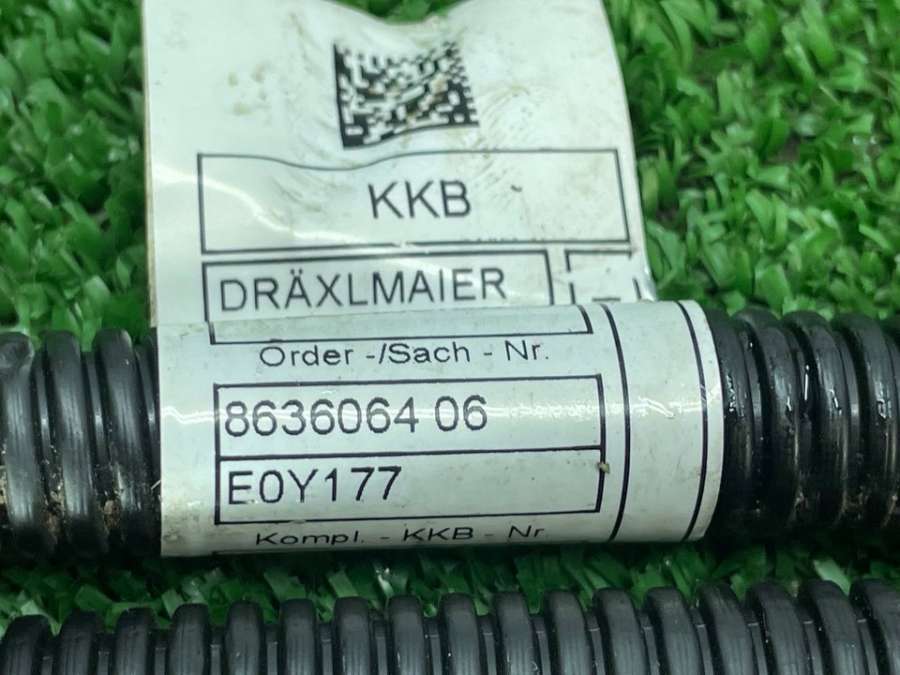 KKB
DRÄXLMAIER
Order -/Sach - Nr.
8636064 06
E0Y177
Kompl. - KKB - Nr